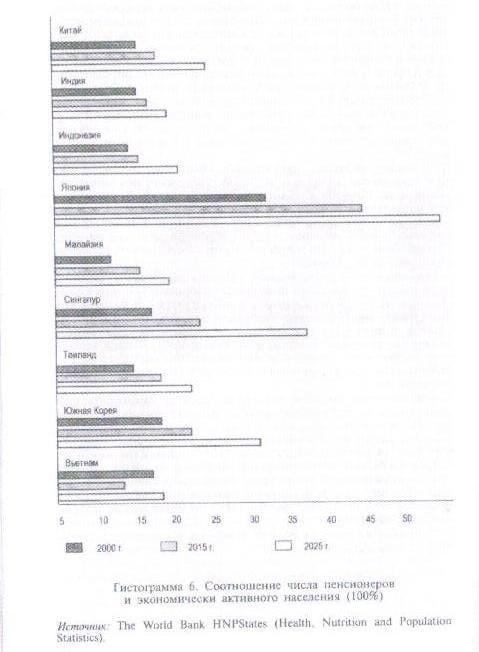 Китай
Индия
Индонезия
Япония
Малайзия
Сингапур
Таиланд
Южная Корея
Вьетнам
5 10 15 20 25 30 35 40 45 50
2000 г. 2015 г. 2025 г.
Гистограмма 6. Соотношение числа пенсионеров
и экономически активного населения (100%)
Источник: The World Bank HNPStates (Health, Nutrition and Population
Statistics).